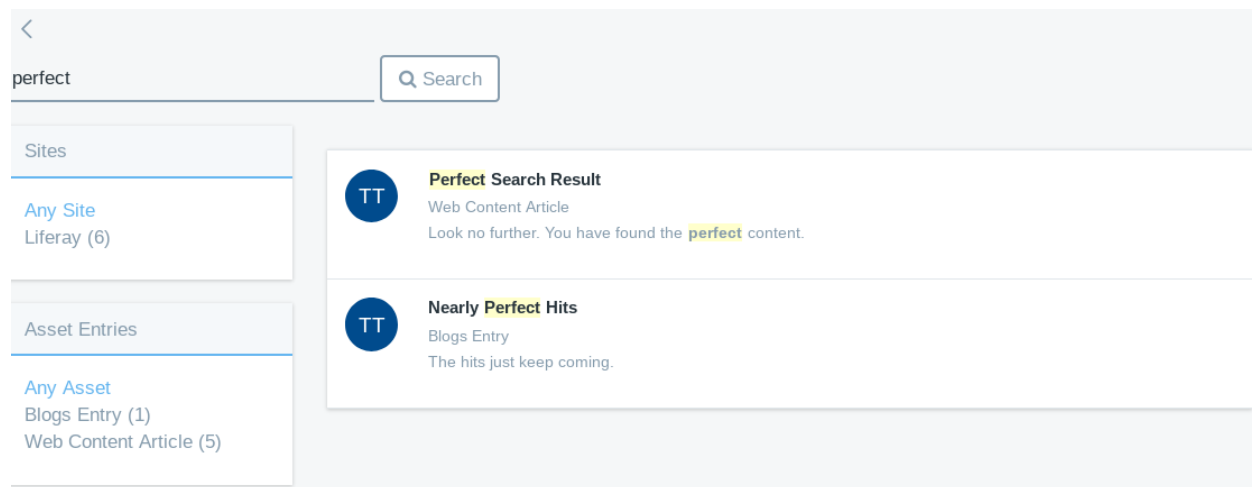 perfect
Search
Sites
Any Site
Liferay (6)
Asset Entries
Any Asset
Blogs Entry (1)
Web Content Article (5)
TT
Perfect Search Result
Web Content Article
Look no further. You have found the perfect content.
TT
Nearly Perfect Hits
Blogs Entry
The hits just keep coming.